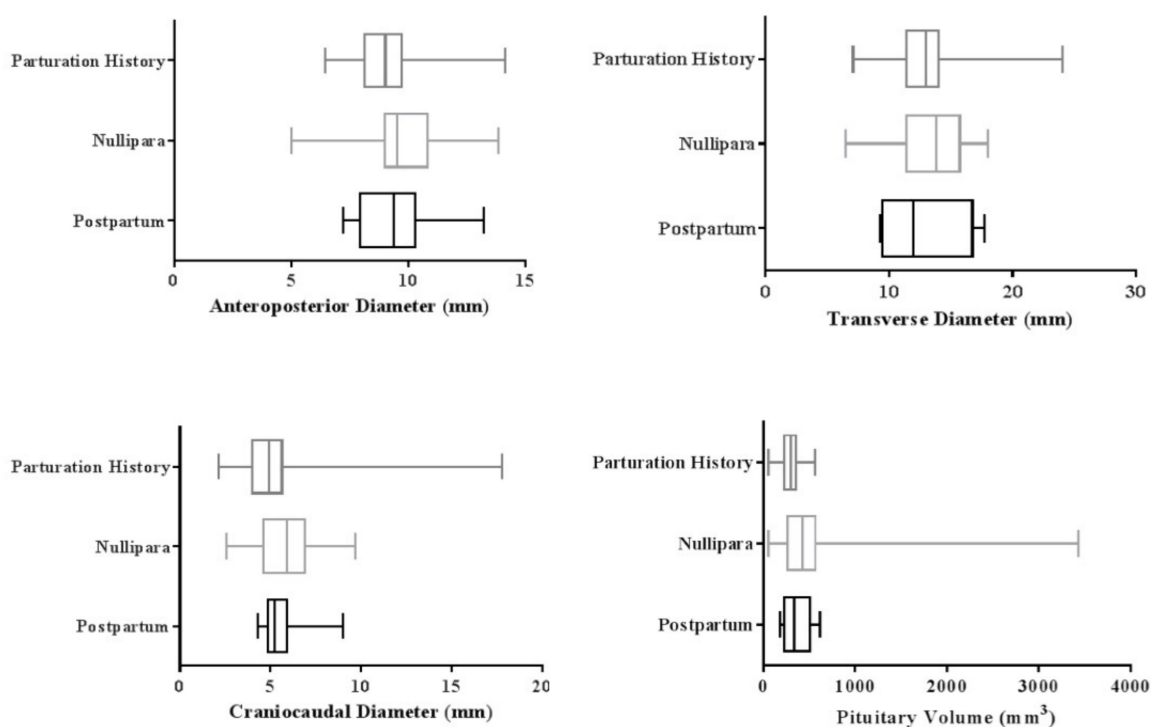 Parturation History
Nullipara
Postpartum
0 5 10 15
Anteroposterior Diameter (mm)
Parturation History
Nullipara
Postpartum
0 10 20 30
Transverse Diameter (mm)
Parturation History
Nullipara
Postpartum
0 5 10 15 20
Craniocaudal Diameter (mm)
Parturation History
Nullipara
Postpartum
0 1000 2000 3000 4000
Pituitary Volume (mm³)